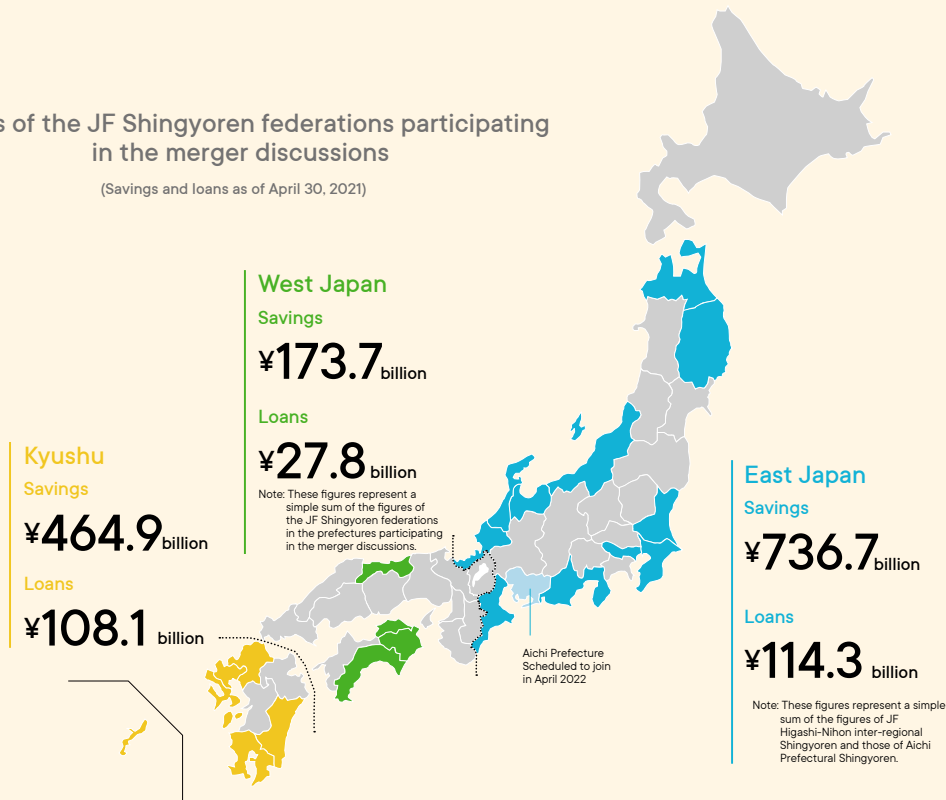 s of the JF Shingyoren federations participating
in the merger discussions
(Savings and loans as of April 30, 2021)
West Japan
Savings
¥173.7billion
Loans
¥27.8 billion
Note: These figures represent a
simple sum of the figures of
the JF Shingyoren federations
in the prefectures participating
in the merger discussions.
Kyushu
Savings
¥464.9billion
Loans
¥108.1 billion
East Japan
Savings
¥736.7billion
Loans
¥114.3 billion
Note: These figures represent a simple
sum of the figures of JF
Higashi-Nihon inter-regional
Shingyoren and those of Aichi
Prefectural Shingyoren.
Aichi Prefecture
Scheduled to join
in April 2022